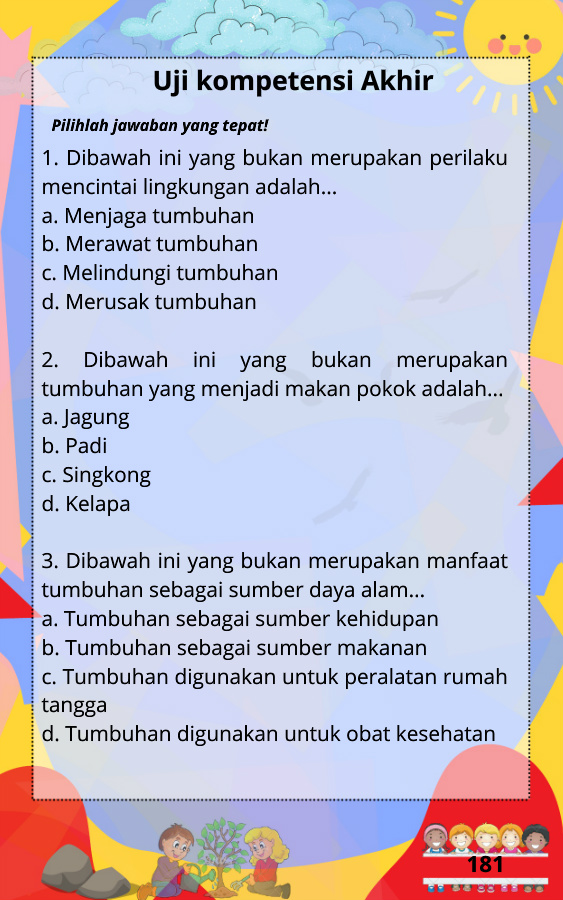 Uji kompetensi Akhir
Pilihlah jawaban yang tepat!
1. Dibawah ini yang bukan merupakan perilaku
mencintai lingkungan adalah...
a. Menjaga tumbuhan
b. Merawat tumbuhan
c. Melindungi tumbuhan
d. Merusak tumbuhan
2. Dibawah ini yang bukan merupakan
tumbuhan yang menjadi makan pokok adalah...
a. Jagung
b. Padi
c. Singkong
d. Kelapa
3. Dibawah ini yang bukan merupakan manfaat
tumbuhan sebagai sumber daya alam...
a. Tumbuhan sebagai sumber kehidupan
b. Tumbuhan sebagai sumber makanan
c. Tumbuhan digunakan untuk peralatan rumah
tangga
d. Tumbuhan digunakan untuk obat kesehatan
181